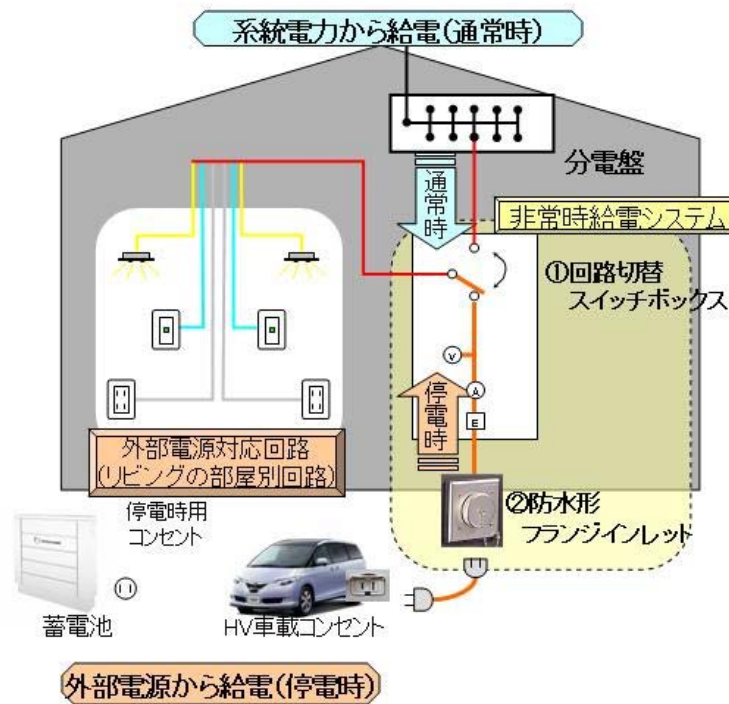 系統電力から給電(通常時)
分電盤
通常時
非常時給電システム
①回路切替
スイッチボックス
V
停電時
A
E
外部電源対応回路
(リビングの部屋別回路)
②防水形
フランジインレット
停電時用
コンセント
蓄電池
HV車載コンセント
外部電源から給電(停電時)